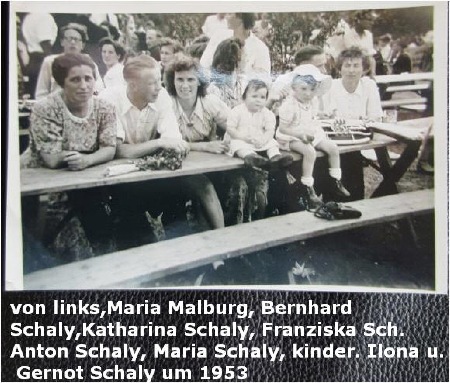 von links,Maria Malburg, Bernhard
Schaly,Katharina Schaly, Franziska Sch.
Anton Schaly, Maria Schaly, kinder. Ilona u.
Gernot Schaly um 1953